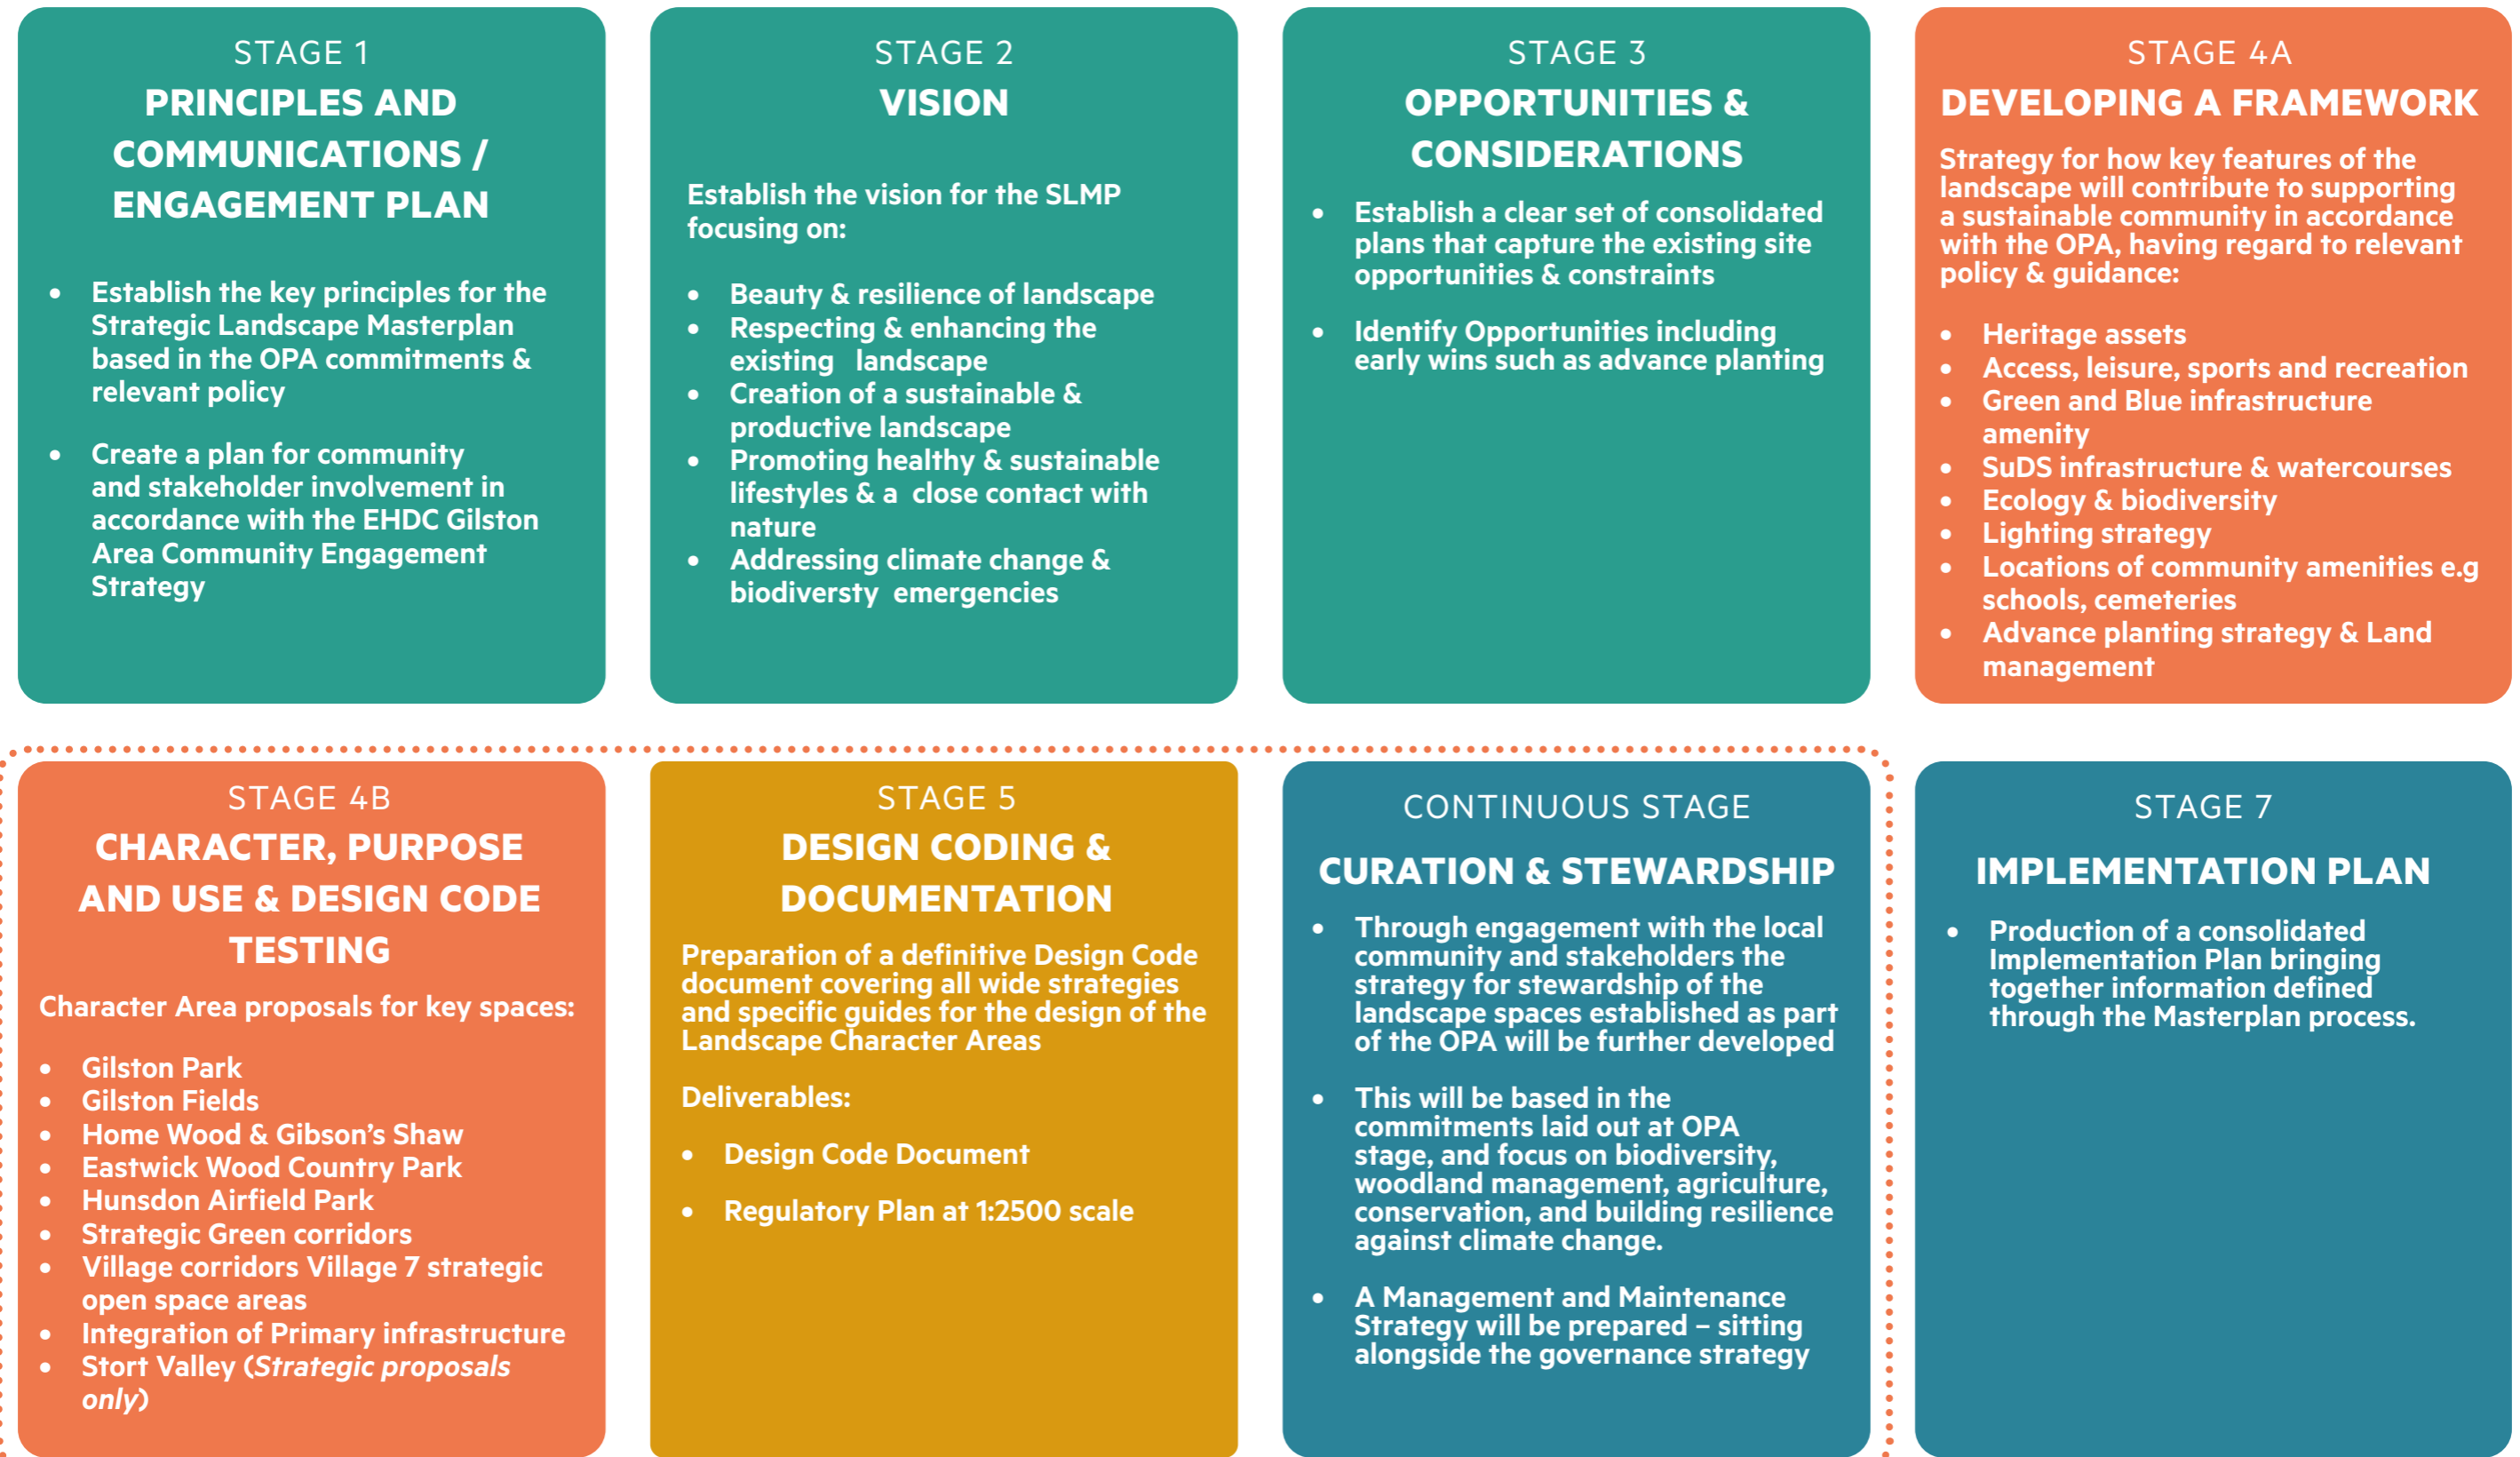 STAGE 1
PRINCIPLES AND
COMMUNICATIONS /
ENGAGEMENT PLAN
• Establish the key principles for the
Strategic Landscape Masterplan
based in the OPA commitments &
relevant policy
• Create a plan for community
and stakeholder involvement in
accordance with the EHDC Gilston
Area Community Engagement
Strategy
STAGE 2
VISION
Establish the vision for the SLMP
focusing on:
• Beauty & resilience of landscape
• Respecting & enhancing the
existing landscape
• Creation of a sustainable &
productive landscape
• Promoting healthy & sustainable
lifestyles & a close contact with
nature
• Addressing climate change &
biodiversty emergencies
STAGE 3
OPPORTUNITIES &
CONSIDERATIONS
• Establish a clear set of consolidated
plans that capture the existing site
opportunities & constraints
• Identify Opportunities including
early wins such as advance planting
STAGE 4A
DEVELOPING A FRAMEWORK
Strategy for how key features of the
landscape will contribute to supporting
a sustainable community in accordance
with the OPA, having regard to relevant
policy & guidance:
• Heritage assets
• Access, leisure, sports and recreation
• Green and Blue infrastructure
amenity
• SuDS infrastructure & watercourses
• Ecology & biodiversity
• Lighting strategy
• Locations of community amenities e.g
schools, cemeteries
• Advance planting strategy & Land
management
STAGE 4B
CHARACTER, PURPOSE
AND USE & DESIGN CODE
TESTING
Character Area proposals for key spaces:
• Gilston Park
• Gilston Fields
• Home Wood & Gibson’s Shaw
• Eastwick Wood Country Park
• Hunsdon Airfield Park
• Strategic Green corridors
• Village corridors Village 7 strategic
open space areas
• Integration of Primary infrastructure
• Stort Valley (Strategic proposals
only)
STAGE 5
DESIGN CODING &
DOCUMENTATION
Preparation of a definitive Design Code
document covering all wide strategies
and specific guides for the design of the
Landscape Character Areas
Deliverables:
• Design Code Document
• Regulatory Plan at 1:2500 scale
CONTINUOUS STAGE
CURATION & STEWARDSHIP
• Through engagement with the local
community and stakeholders the
strategy for stewardship of the
landscape spaces established as part
of the OPA will be further developed
• This will be based in the
commitments laid out at OPA
stage, and focus on biodiversity,
woodland management, agriculture,
conservation, and building resilience
against climate change.
• A Management and Maintenance
Strategy will be prepared – sitting
alongside the governance strategy
STAGE 7
IMPLEMENTATION PLAN
• Production of a consolidated
Implementation Plan bringing
together information defined
through the Masterplan process.